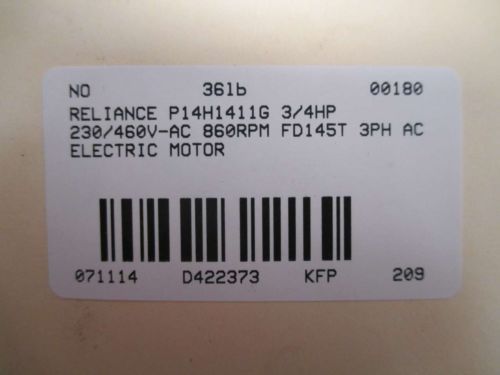 NO 36lb 00180
RELIANCE P14H1411G 3/4HP
230/460V-AC 860RPM FD145T 3PH AC
ELECTRIC MOTOR
071114 D422373 KFP 209